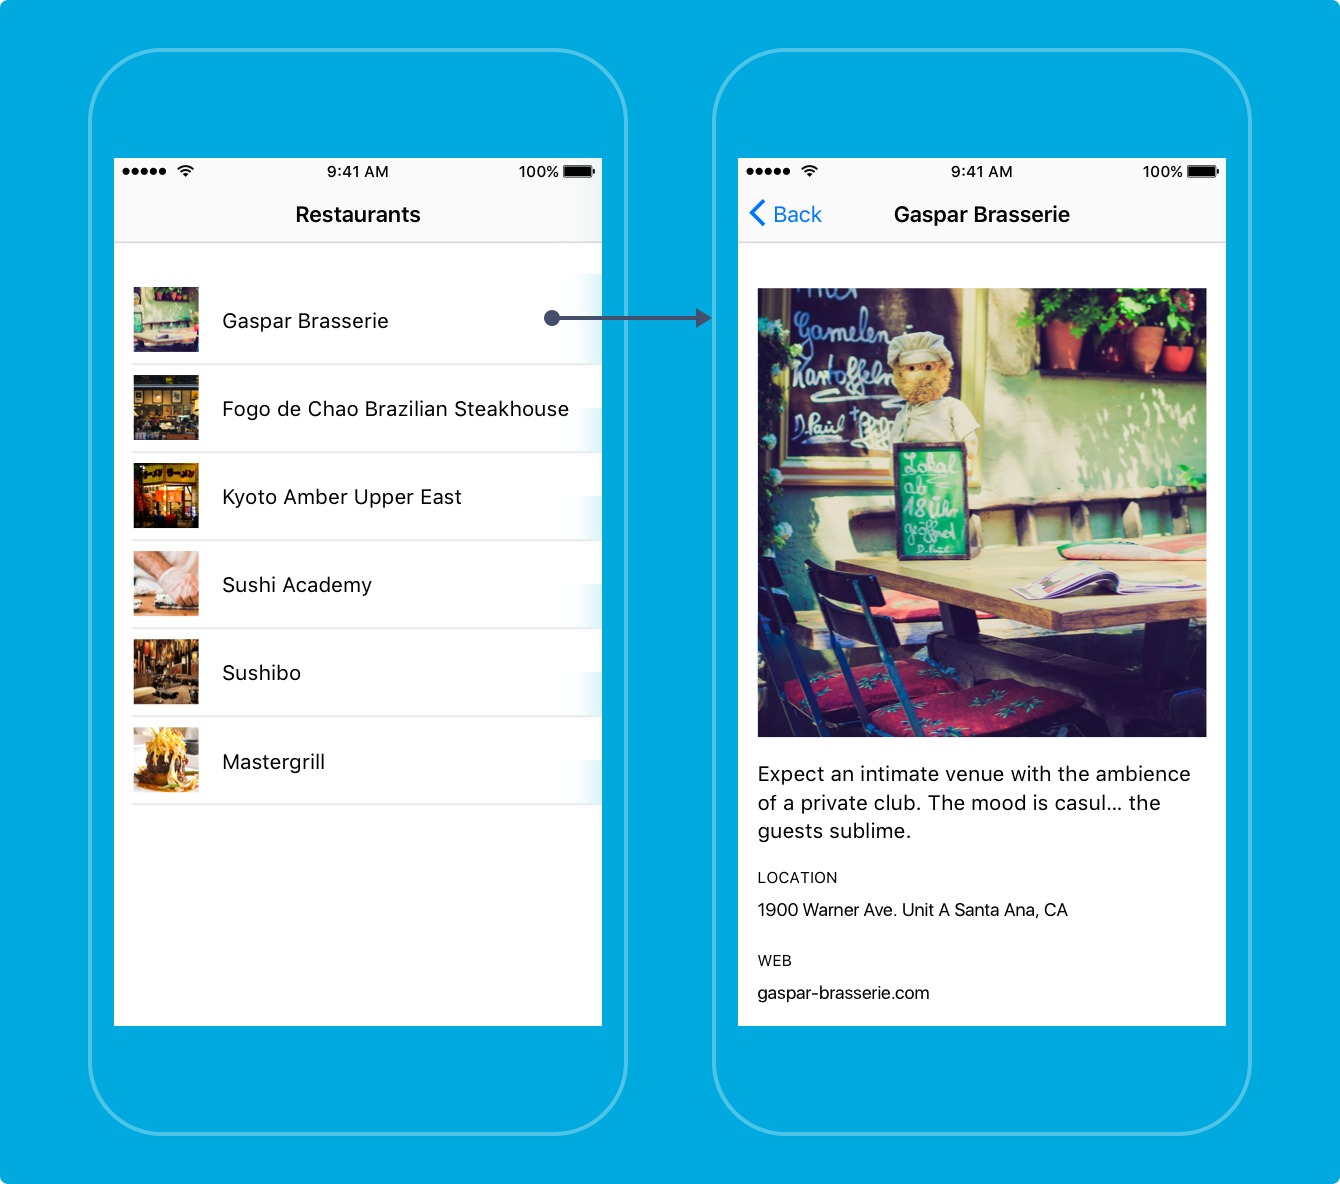 9:41 AM
100%
Restaurants
Gaspar Brasserie
Fogo de Chao Brazilian Steakhouse
Kyoto Amber Upper East
Sushi Academy
Sushibo
Mastergrill
9:41 AM
100%
Back
Gaspar Brasserie
Gamelen
Kartoffeln
D. Paul
Lokal
ab
18 Uhr
geöffnet
D. Paul
Expect an intimate venue with the ambience
of a private club. The mood is casul... the
guests sublime.
LOCATION
1900 Warner Ave. Unit A Santa Ana, CA
WEB
gaspar-brasserie.com